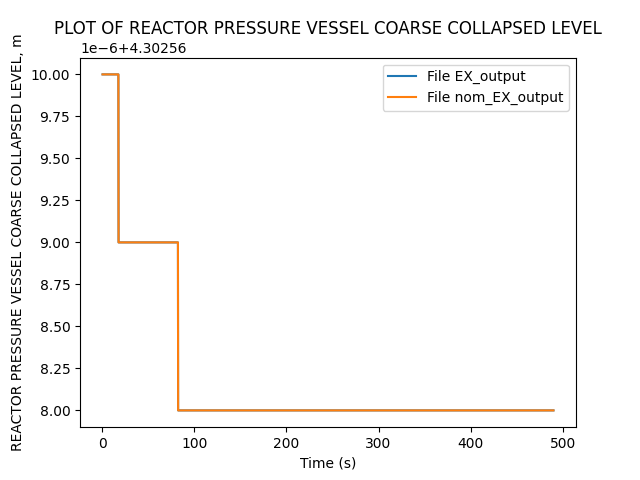 PLOT OF REACTOR PRESSURE VESSEL COARSE COLLAPSED LEVEL
1e-6+4.30256
REACTOR PRESSURE VESSEL COARSE COLLAPSED LEVEL, m
10.00
9.75
9.50
9.25
9.00
8.75
8.50
8.25
8.00
File EX_output
File nom_EX_output
0 100 200 300 400 500
Time (s)